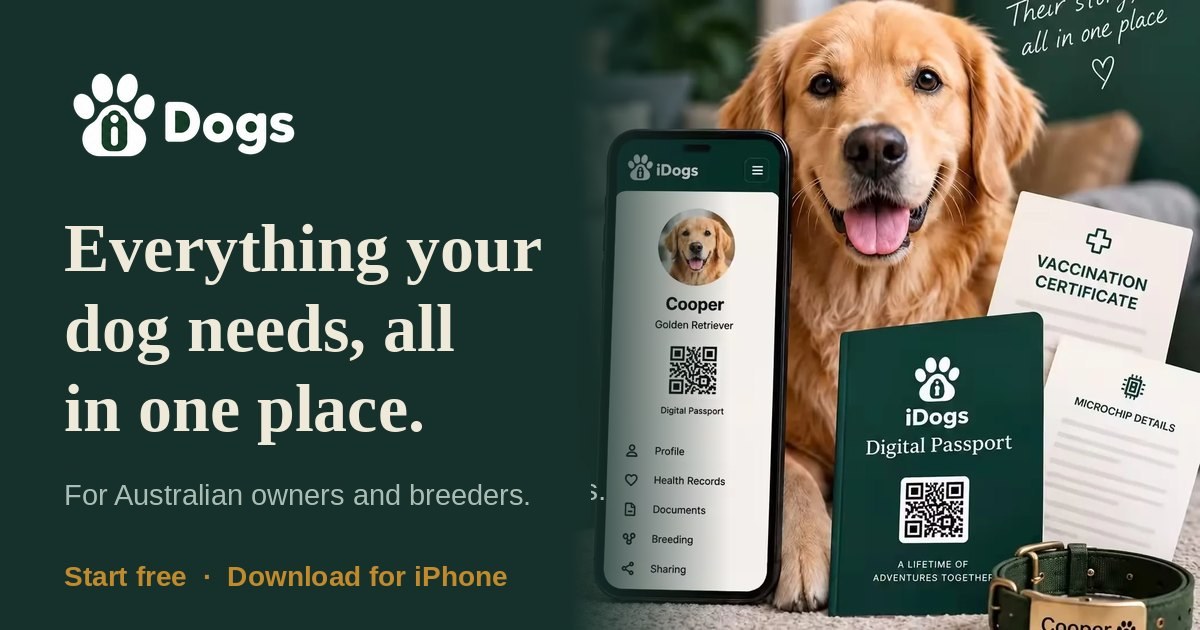 iDogs
Everything your
dog needs, all
in one place.
For Australian owners and breeders.
Start free · Download for iPhone
s.
iDogs
Cooper
Golden Retriever
Digital Passport
Profile
Health Records
Documents
Breeding
Sharing
Their story,
all in one place
VACCINATION
CERTIFICATE
MICROCHIP DETAILS
iDogs
Digital Passport
A LIFETIME OF
ADVENTURES TOGETHER
Cooper